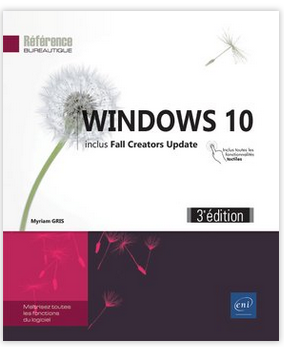 Référence
BUREAUTIQUE
WINDOWS 10
inclus Fall Creators Update
Inclus toutes les
fonctionnalités
tactiles
3e édition
Myriam GRIS
Maîtrisez toutes
les fonctions
du logiciel
eni